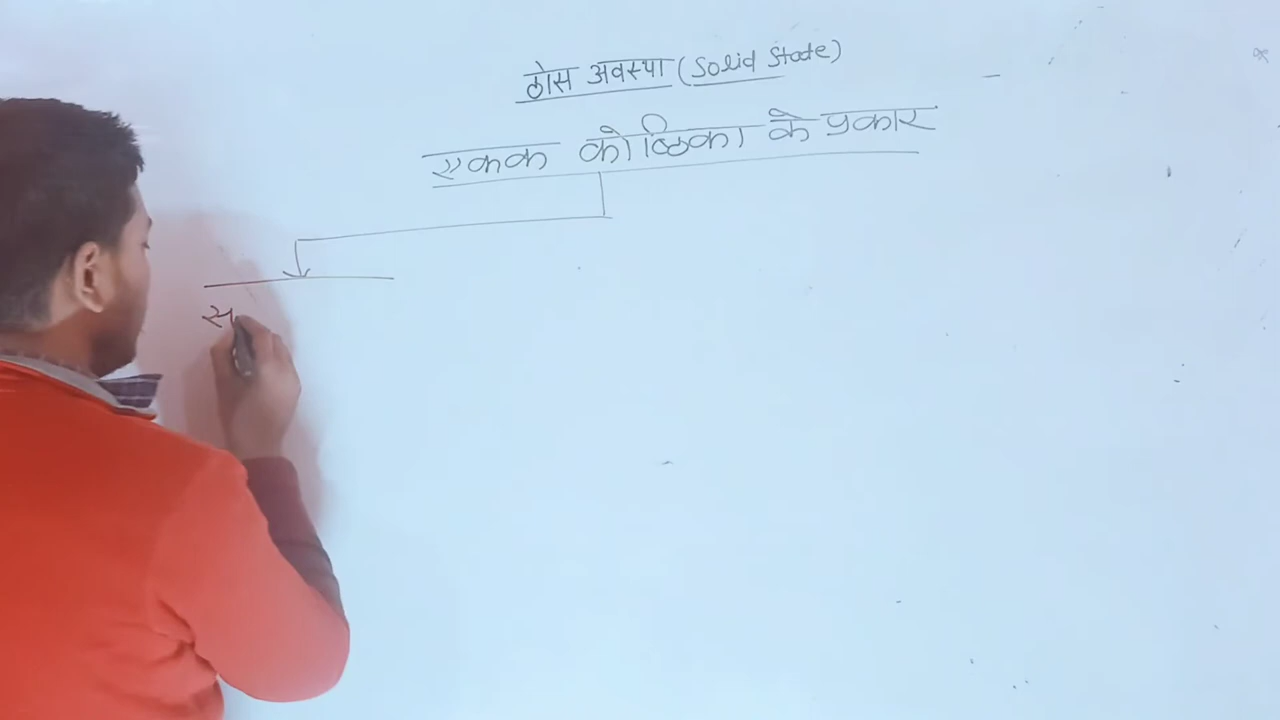 ठोस अवस्था (Solid State)
एकक कोष्ठिका के प्रकार